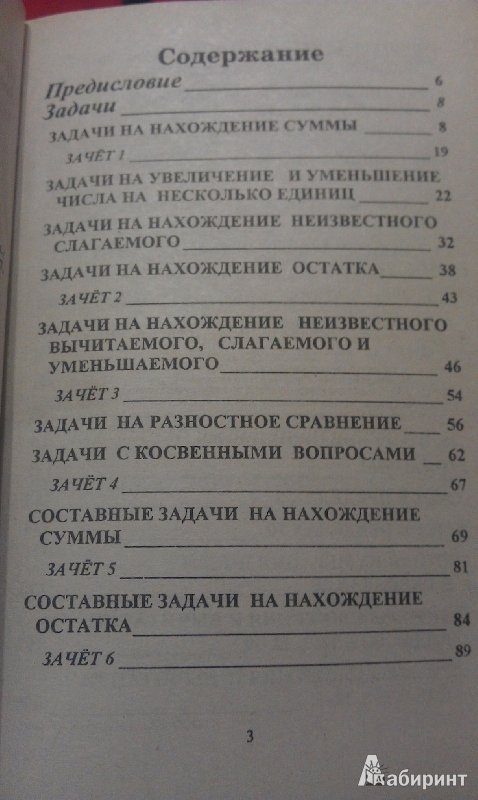 Содержание
Предисловие 6
Задачи 8
ЗАДАЧИ НА НАХОЖДЕНИЕ СУММЫ 8
ЗАЧЁТ 1 19
ЗАДАЧИ НА УВЕЛИЧЕНИЕ И УМЕНЬШЕНИЕ
ЧИСЛА НА НЕСКОЛЬКО ЕДИНИЦ 22
ЗАДАЧИ НА НАХОЖДЕНИЕ НЕИЗВЕСТНОГО
СЛАГАЕМОГО 32
ЗАДАЧИ НА НАХОЖДЕНИЕ ОСТАТКА 38
ЗАЧЁТ 2 43
ЗАДАЧИ НА НАХОЖДЕНИЕ НЕИЗВЕСТНОГО
ВЫЧИТАЕМОГО, СЛАГАЕМОГО И
УМЕНЬШАЕМОГО 46
ЗАЧЁТ 3 54
ЗАДАЧИ НА РАЗНОСТНОЕ СРАВНЕНИЕ 56
ЗАДАЧИ С КОСВЕННЫМИ ВОПРОСАМИ 62
ЗАЧЁТ 4 67
СОСТАВНЫЕ ЗАДАЧИ НА НАХОЖДЕНИЕ
СУММЫ 69
ЗАЧЁТ 5 81
СОСТАВНЫЕ ЗАДАЧИ НА НАХОЖДЕНИЕ
ОСТАТКА 84
ЗАЧЁТ 6 89
3
Лабиринт